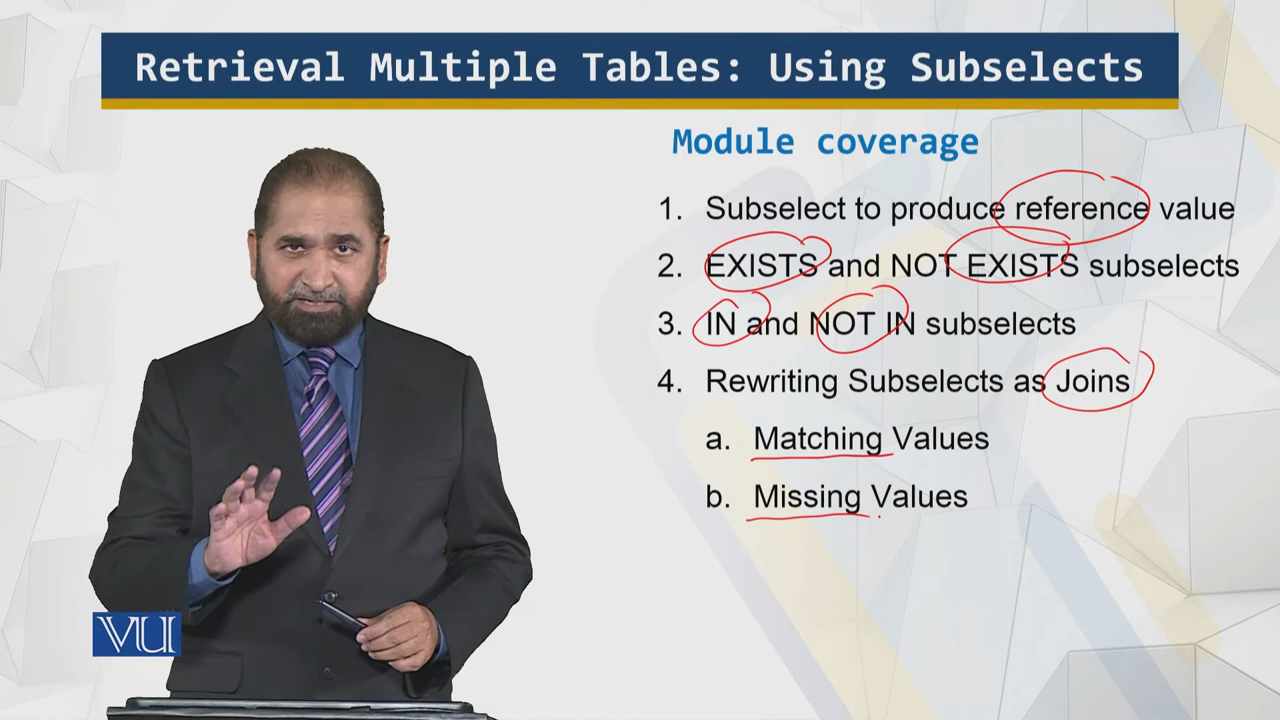 Retrieval Multiple Tables: Using Subselects
Module coverage
1. Subselect to produce reference value
2. EXISTS and NOT EXISTS subselects
3. IN and NOT IN subselects
4. Rewriting Subselects as Joins
a. Matching Values
b. Missing Values
VU